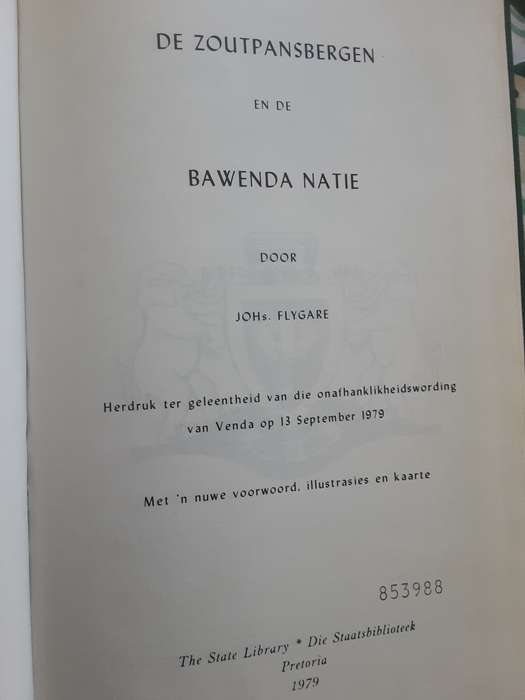 DE ZOUTPANSBERGEN
EN DE
BAWENDA NATIE
DOOR
JOHs. FLYGARE
Herdruk ter geleentheid van die onafhanklikheidswording
van Venda op 13 September 1979
Met 'n nuwe voorwoord, illustrasies en kaarte
853988
The State Library * Die Staatsbiblioteek
Pretoria
1979